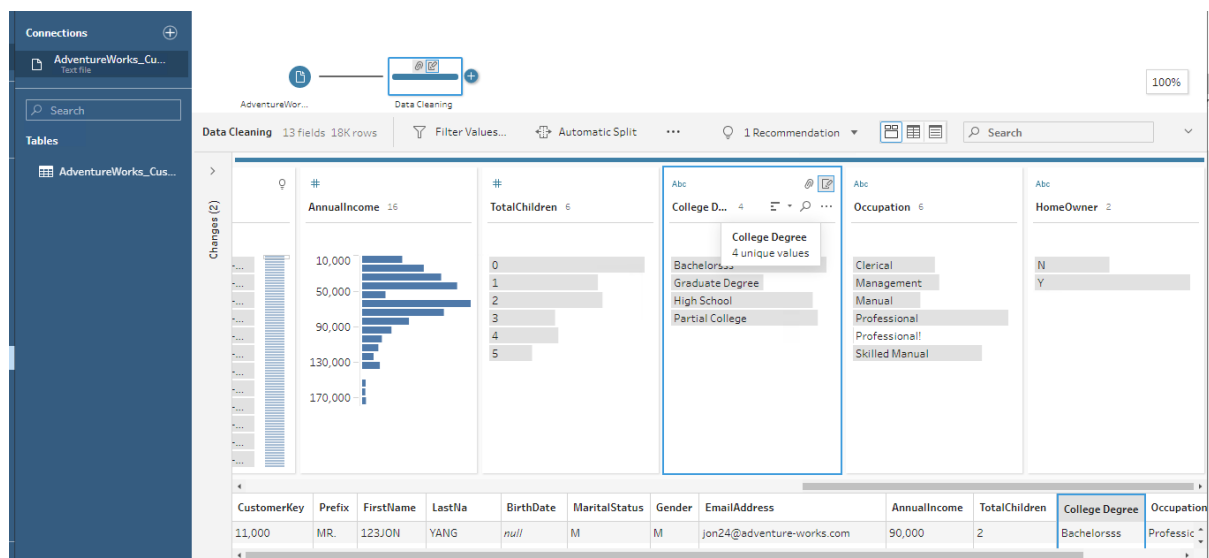 Connections
AdventureWorks_Cu...
Text file
Search
Tables
AdventureWorks_Cus...
AdventureWor...
Data Cleaning
100%
Data Cleaning 13 fields 18K rows Filter Values... Automatic Split ... 1 Recommendation Search
Changes (2)
# AnnualIncome 16
10,000
50,000
90,000
130,000
170,000
# TotalChildren 6
0
1
2
3
4
5
Abc
College D... 4 ...
College Degree
4 unique values
Bachelorsss
Graduate Degree
High School
Partial College
Abc
Occupation 6
Clerical
Management
Manual
Professional
Professional!
Skilled Manual
Abc
HomeOwner 2
N
Y
-...
-...
-...
-...
-...
-...
-...
-...
-...
-...
-...
-...
CustomerKey Prefix FirstName LastNa BirthDate MaritalStatus Gender EmailAddress AnnualIncome TotalChildren College Degree Occupation
11,000 MR. 123JON YANG null M M jon24@adventure-works.com 90,000 2 Bachelorsss Professic